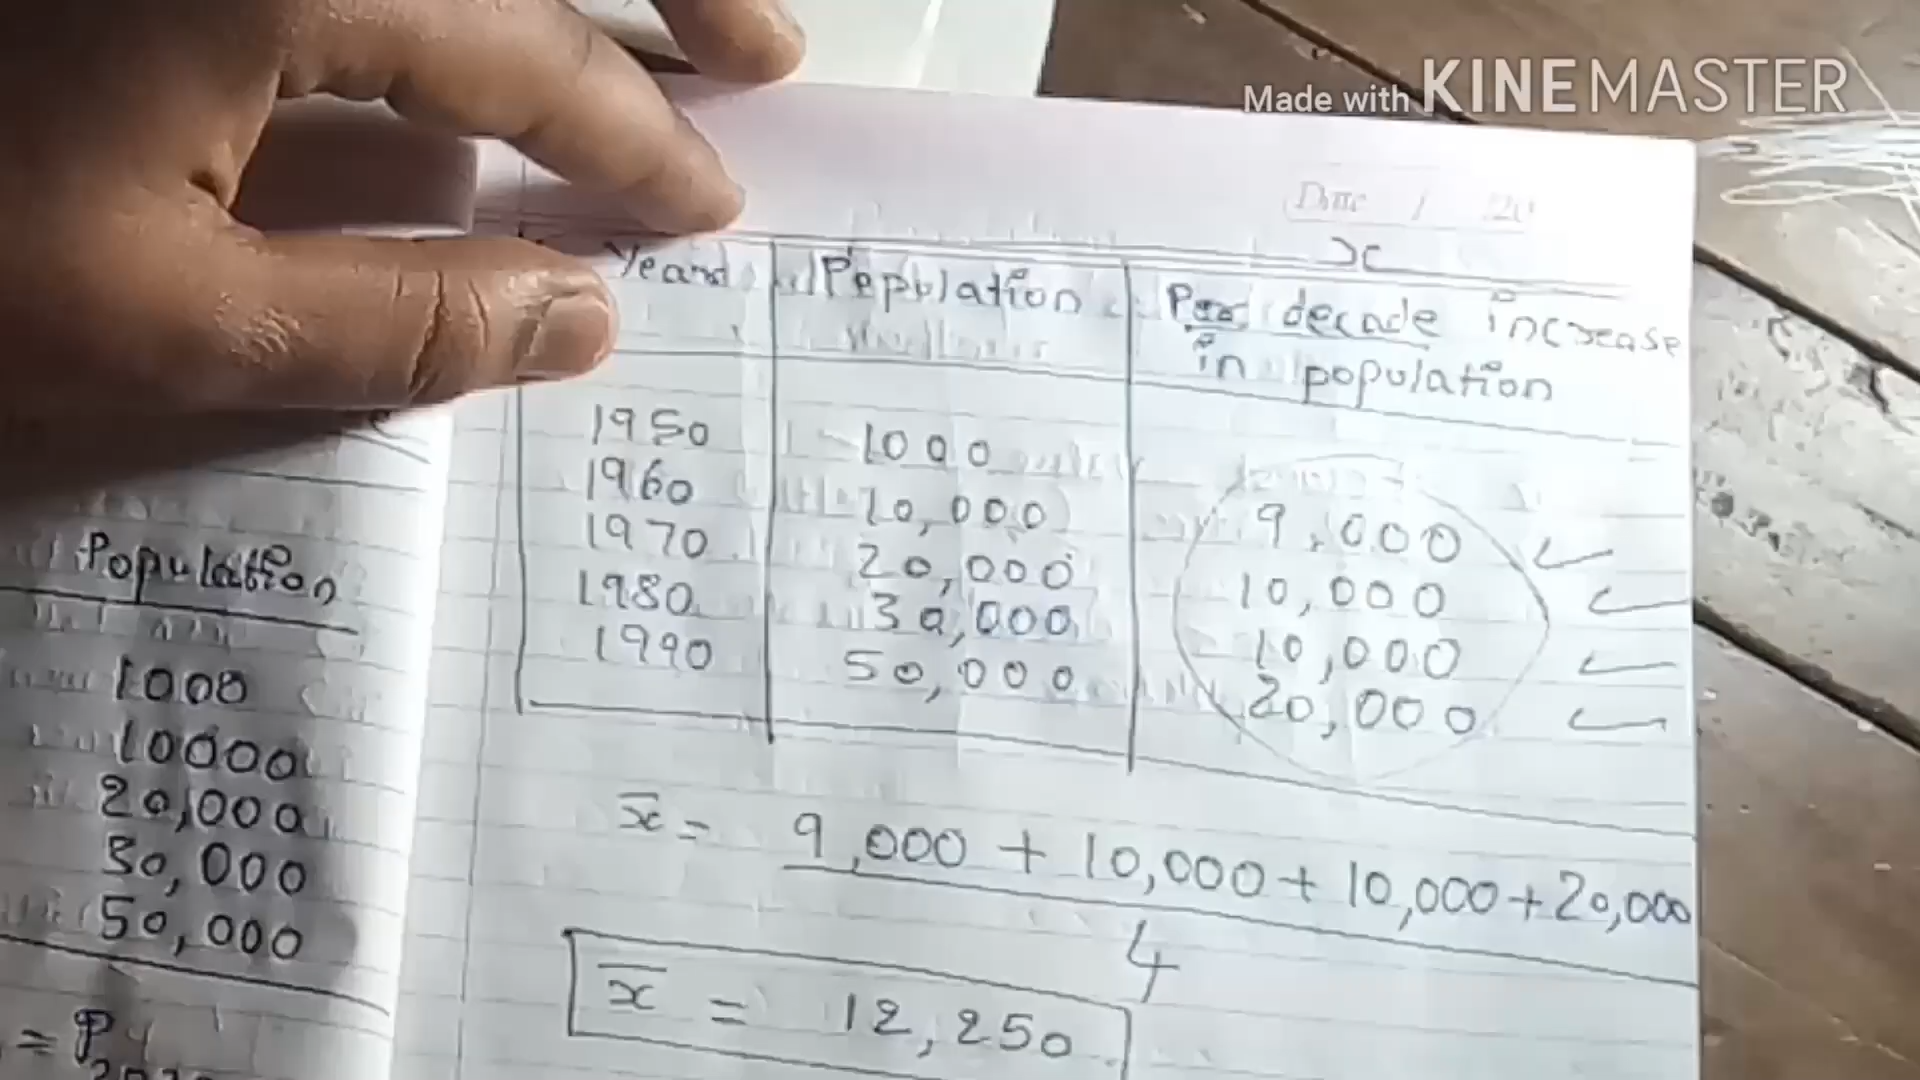 Made with KINEMASTER
Date / 20
x
Years Population Per decade increase
in population
1950 1000
1960 10,000 9,000
1970 20,000 10,000
1980 30,000 10,000
1990 50,000 20,000
x̄ = 9,000 + 10,000 + 10,000 + 20,000
4
x̄ = 12,250
Population
1000
10000
20,000
30,000
50,000
= P